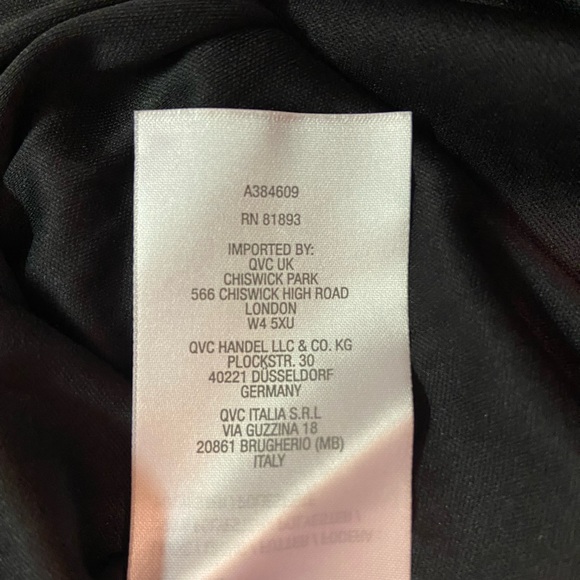 A384609
RN 81893
IMPORTED BY:
QVC UK
CHISWICK PARK
566 CHISWICK HIGH ROAD
LONDON
W4 5XU
QVC HANDEL LLC & CO. KG
PLOCKSTR. 30
40221 DÜSSELDORF
GERMANY
QVC ITALIA S.R.L
VIA GUZZINA 18
20861 BRUGHERIO (MB)
ITALY